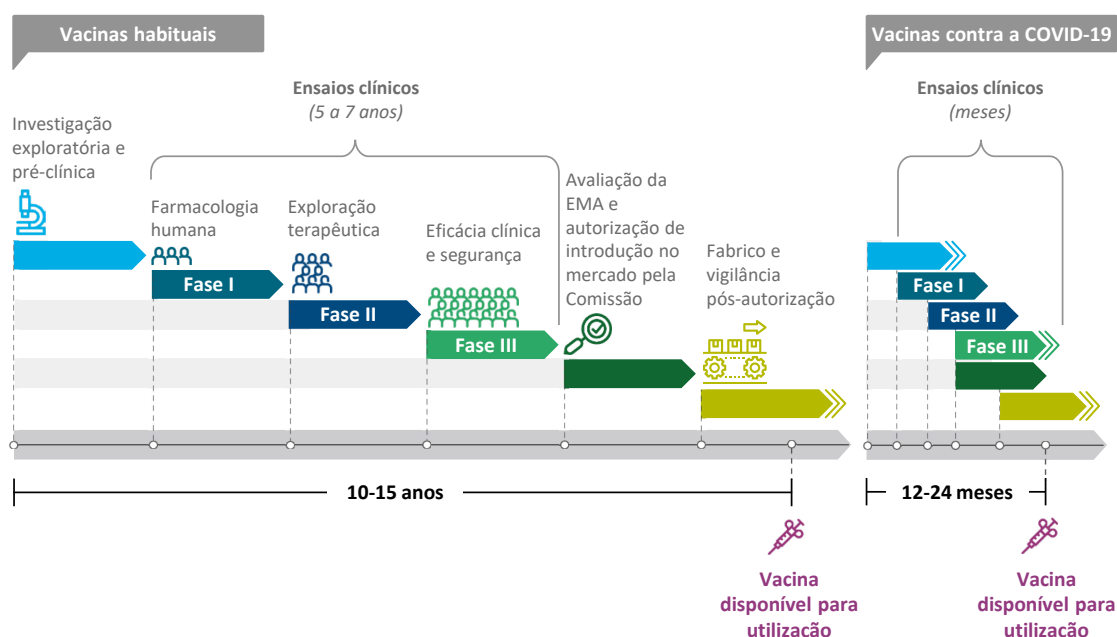 Vacinas habituais
Vacinas contra a COVID-19
Ensaios clínicos
(5 a 7 anos)
Ensaios clínicos
(meses)
Investigação
exploratória e
pré-clínica
Farmacologia
humana
Exploração
terapêutica
Eficácia clínica
e segurança
Avaliação da
EMA e
autorização de
introdução no
mercado pela
Comissão
Fabrico e
vigilância
pós-autorização
Fase I
Fase II
Fase III
Fase I
Fase II
Fase III
10-15 anos
12-24 meses
Vacina
disponível para
utilização
Vacina
disponível para
utilização